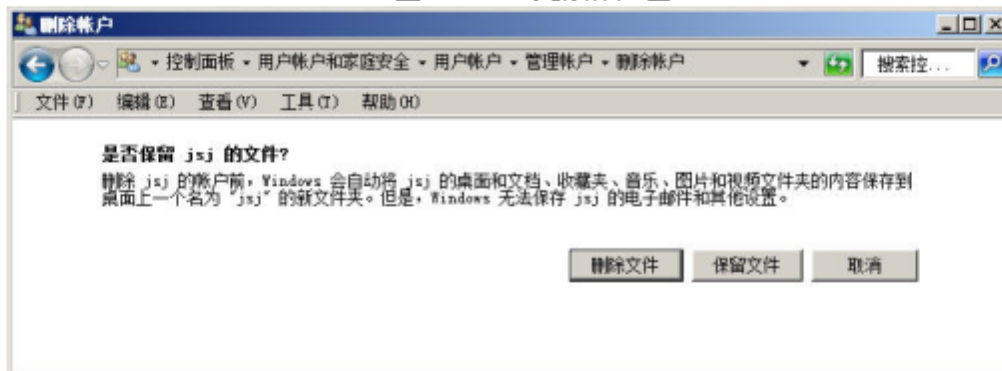 删除帐户
控制面板 用户帐户和家庭安全 用户帐户 管理帐户 删除帐户 搜索控...
文件(F) 编辑(E) 查看(V) 工具(T) 帮助(H)
是否保留 jsj 的文件?
删除 jsj 的帐户前，Windows 会自动将 jsj 的桌面和文档、收藏夹、音乐、图片和视频文件夹的内容保存到
桌面上一个名为 "jsj" 的新文件夹。但是，Windows 无法保存 jsj 的电子邮件和其他设置。
删除文件 保留文件 取消